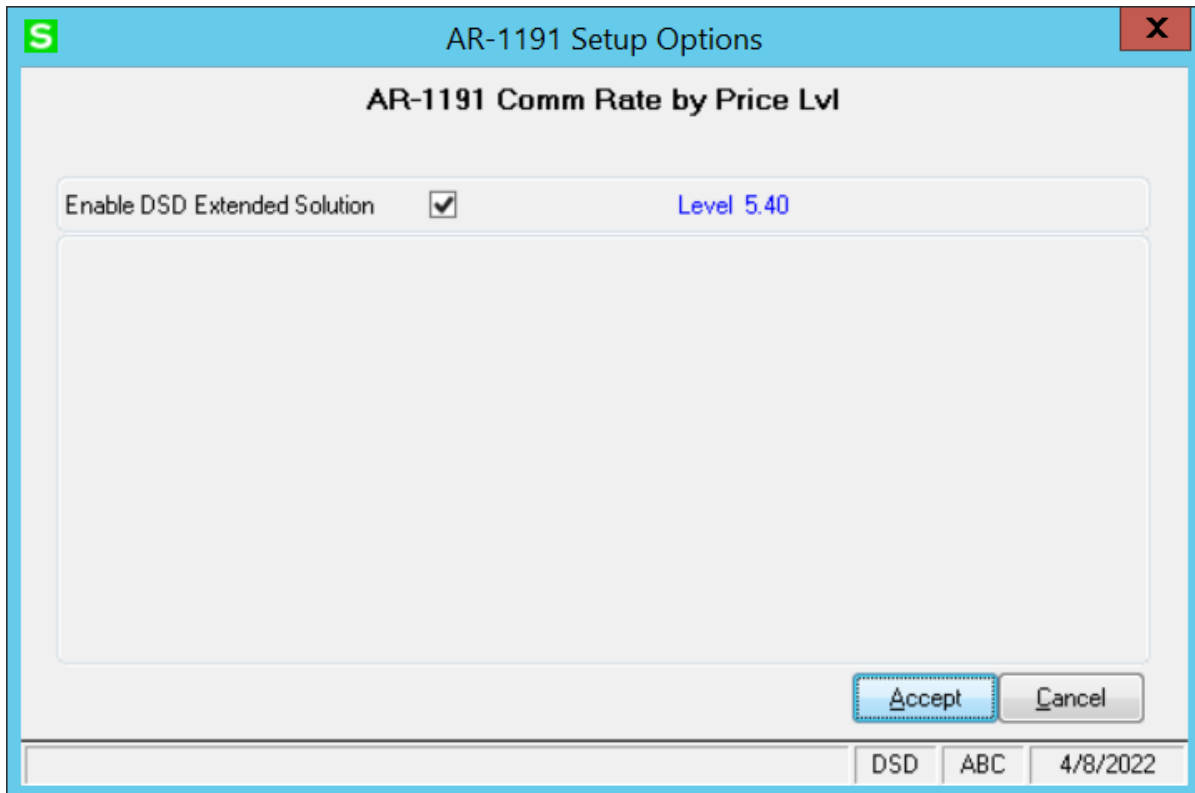 S AR-1191 Setup Options X
AR-1191 Comm Rate by Price Lvl
Enable DSD Extended Solution Level 5.40
Accept Cancel
DSD ABC 4/8/2022